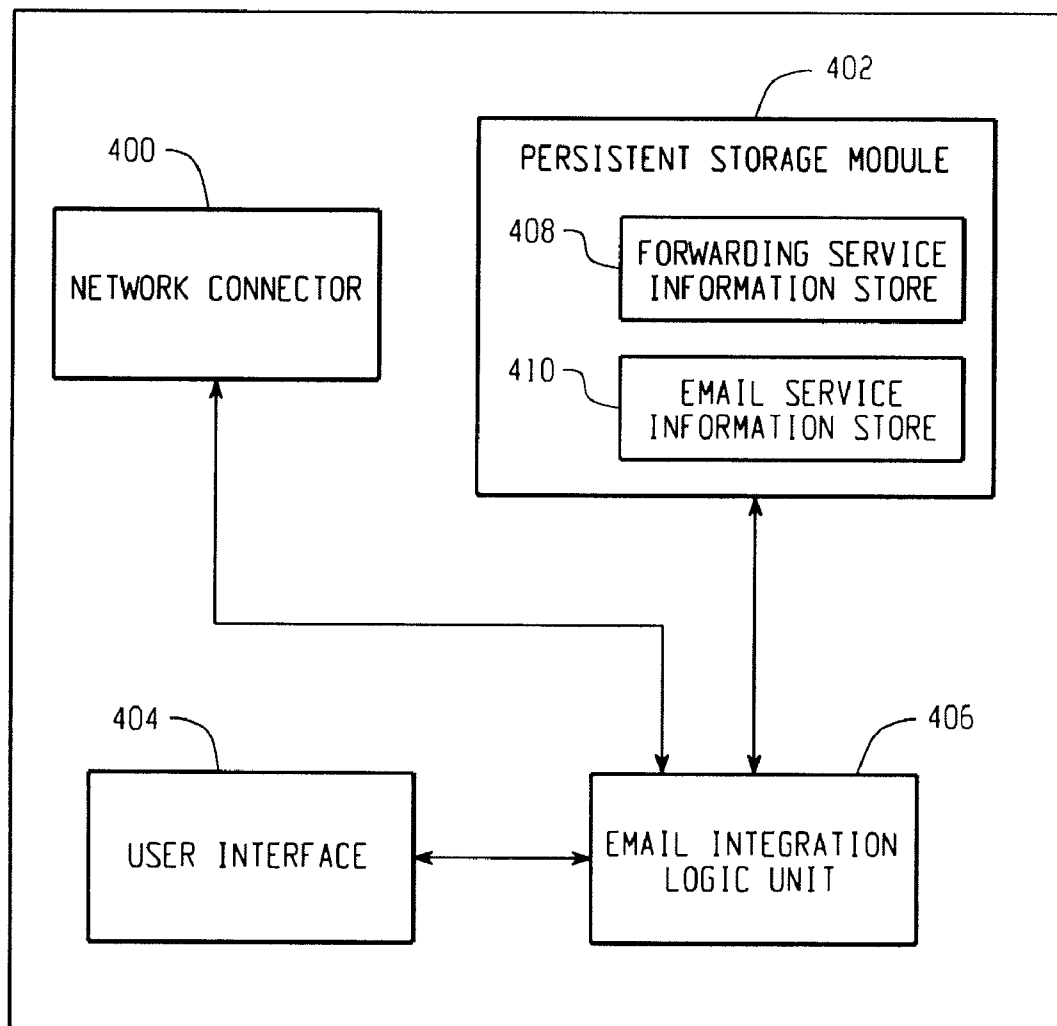 402
400
PERSISTENT STORAGE MODULE
408
FORWARDING SERVICE
INFORMATION STORE
NETWORK CONNECTOR
410
EMAIL SERVICE
INFORMATION STORE
404
406
USER INTERFACE
EMAIL INTEGRATION
LOGIC UNIT